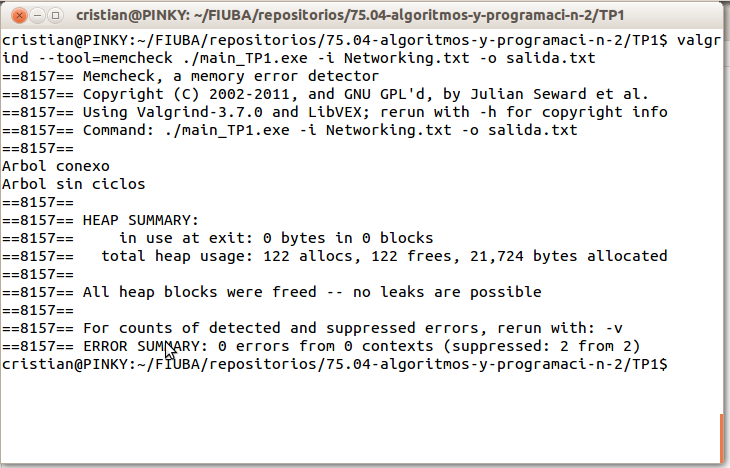 cristian@PINKY: ~/FIUBA/repositorios/75.04-algoritmos-y-programaci-n-2/TP1
cristian@PINKY:~/FIUBA/repositorios/75.04-algoritmos-y-programaci-n-2/TP1$ valgr
ind --tool=memcheck ./main_TP1.exe -i Networking.txt -o salida.txt
==8157== Memcheck, a memory error detector
==8157== Copyright (C) 2002-2011, and GNU GPL'd, by Julian Seward et al.
==8157== Using Valgrind-3.7.0 and LibVEX; rerun with -h for copyright info
==8157== Command: ./main_TP1.exe -i Networking.txt -o salida.txt
==8157==
Arbol conexo
Arbol sin ciclos
==8157==
==8157== HEAP SUMMARY:
==8157==     in use at exit: 0 bytes in 0 blocks
==8157==   total heap usage: 122 allocs, 122 frees, 21,724 bytes allocated
==8157==
==8157== All heap blocks were freed -- no leaks are possible
==8157==
==8157== For counts of detected and suppressed errors, rerun with: -v
==8157== ERROR SUMMARY: 0 errors from 0 contexts (suppressed: 2 from 2)
cristian@PINKY:~/FIUBA/repositorios/75.04-algoritmos-y-programaci-n-2/TP1$